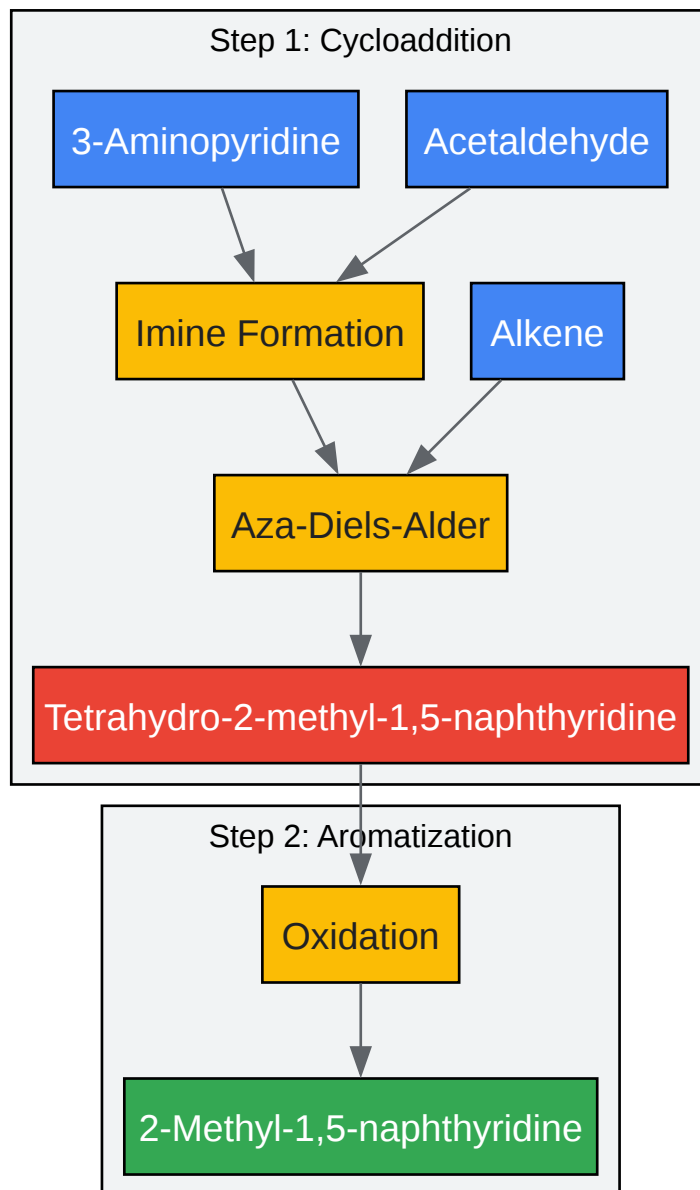 Step 1: Cycloaddition
3-Aminopyridine
Acetaldehyde
Imine Formation
Alkene
Aza-Diels-Alder
Tetrahydro-2-methyl-1,5-naphthyridine
Step 2: Aromatization
Oxidation
2-Methyl-1,5-naphthyridine